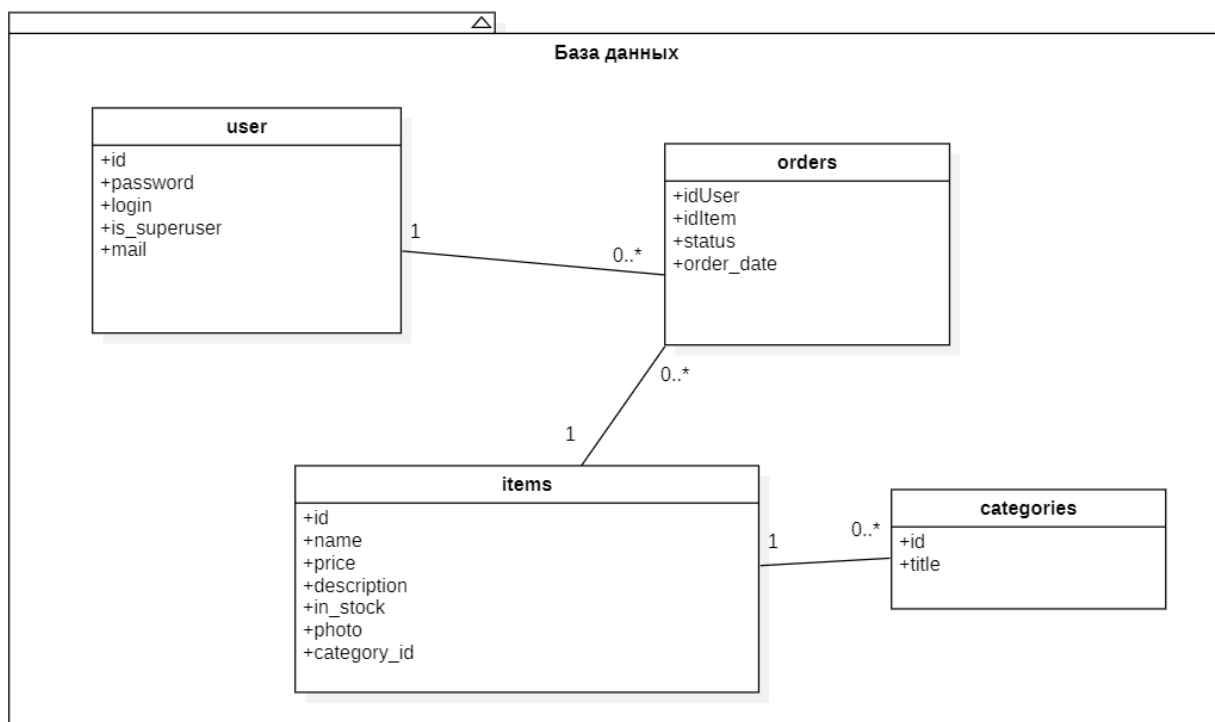 База данных
user
+id
+password
+login
+is_superuser
+mail
1
0..*
orders
+idUser
+idItem
+status
+order_date
0..*
1
items
+id
+name
+price
+description
+in_stock
+photo
+category_id
1
0..*
categories
+id
+title